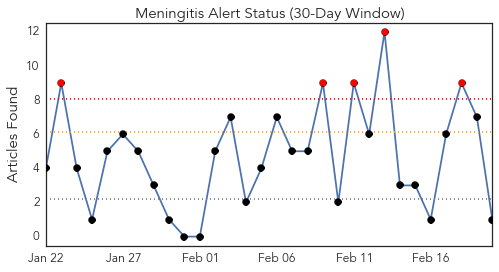 Meningitis Alert Status (30-Day Window)
Articles Found
12
10
8
6
4
2
0
Jan 22 Jan 27 Feb 01 Feb 06 Feb 11 Feb 16